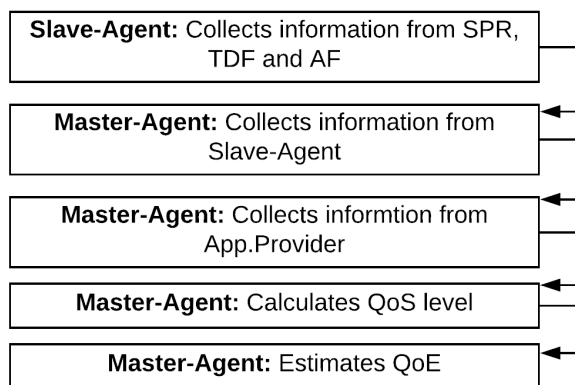 Slave-Agent: Collects information from SPR,
TDF and AF
Master-Agent: Collects information from
Slave-Agent
Master-Agent: Collects informtion from
App.Provider
Master-Agent: Calculates QoS level
Master-Agent: Estimates QoE